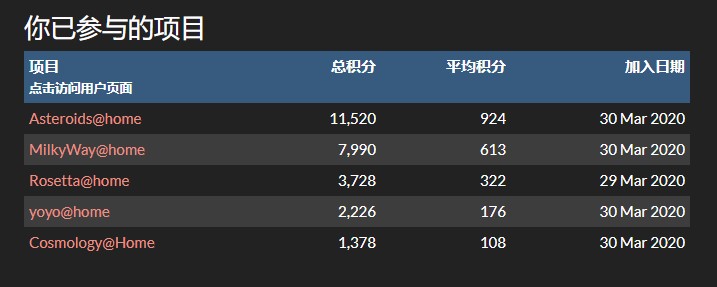 你已参与的项目
项目 总积分 平均积分 加入日期
点击访问用户页面
Asteroids@home 11,520 924 30 Mar 2020
MilkyWay@home 7,990 613 30 Mar 2020
Rosetta@home 3,728 322 29 Mar 2020
yoyo@home 2,226 176 30 Mar 2020
Cosmology@Home 1,378 108 30 Mar 2020